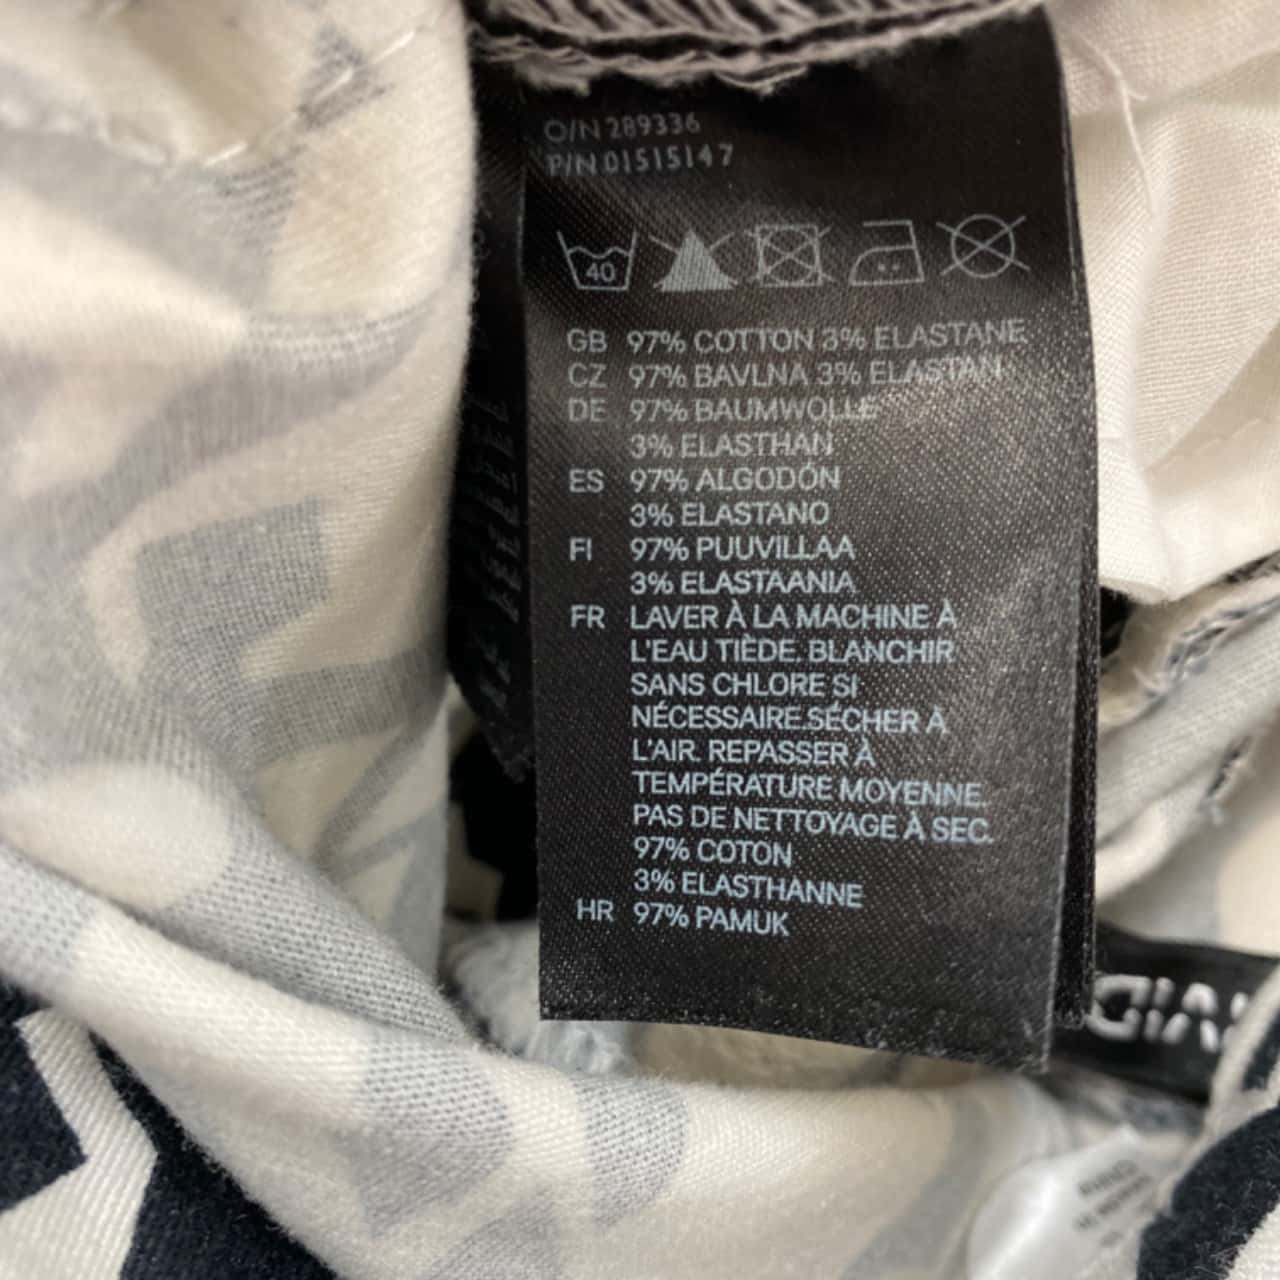 O/N 289336
P/N 01515147
40
GB 97% COTTON 3% ELASTANE
CZ 97% BAVLNA 3% ELASTAN
DE 97% BAUMWOLLE
3% ELASTHAN
ES 97% ALGODÓN
3% ELASTANO
FI 97% PUUVILLAA
3% ELASTAANIA
FR LAVER À LA MACHINE À
L'EAU TIÈDE. BLANCHIR
SANS CHLORE SI
NÉCESSAIRE.SÉCHER À
L'AIR. REPASSER À
TEMPÉRATURE MOYENNE.
PAS DE NETTOYAGE À SEC.
97% COTON
3% ELASTHANNE
HR 97% PAMUK